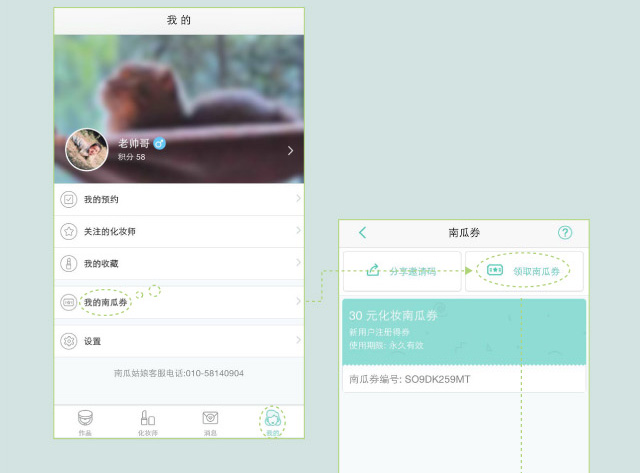 我的
老帅哥
积分 58
我的预约
关注的化妆师
我的收藏
我的南瓜券
设置
南瓜姑娘客服电话:010-58140904
作品
化妆师
消息
我的
南瓜券
分享邀请码
领取南瓜券
30 元化妆南瓜券
新用户注册得券
使用期限: 永久有效
南瓜券编号: SO9DK259MT